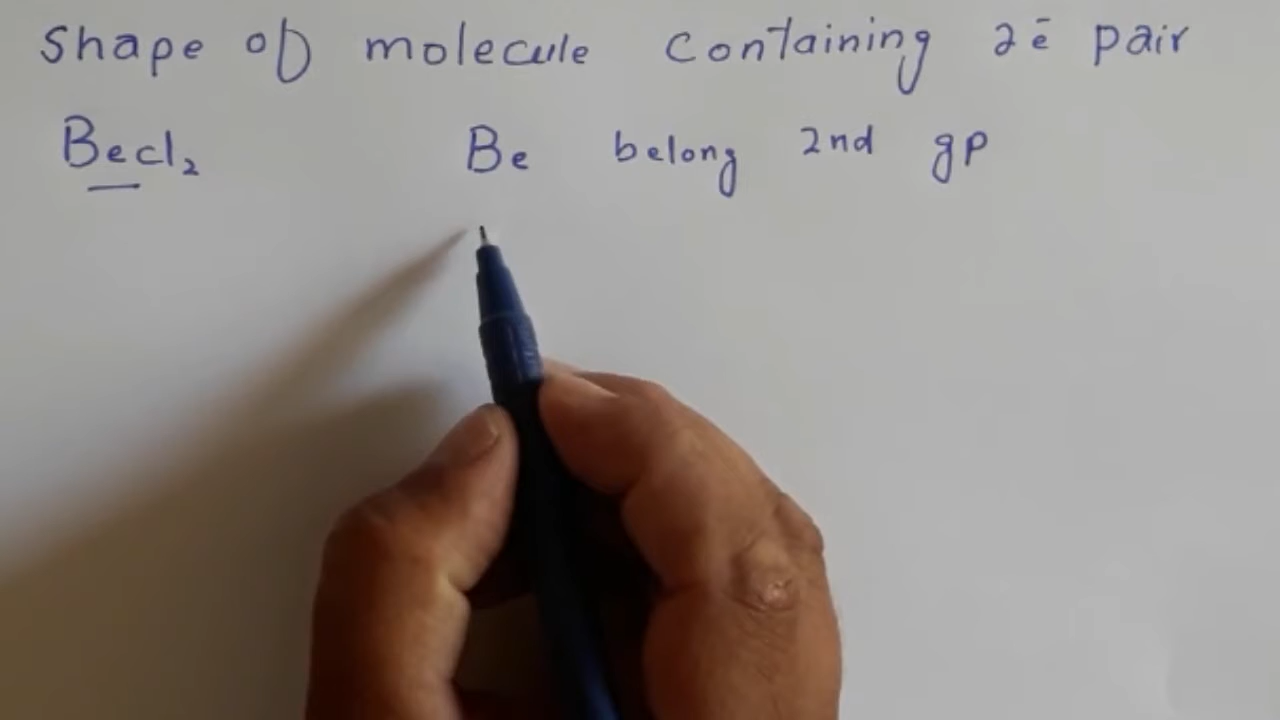 Shape of molecule containing 2ē pair
Becl₂ Be belong 2nd gp